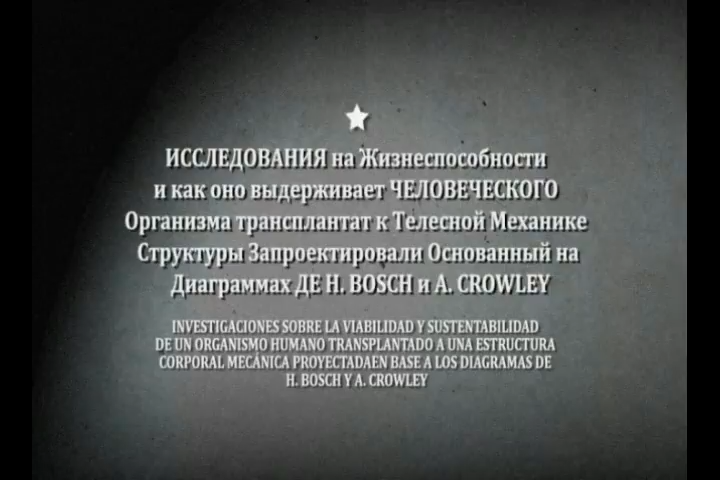 ИССЛЕДОВАНИЯ на Жизнеспособности
и как оно выдерживает ЧЕЛОВЕЧЕСКОГО
Организма трансплантат к Телесной Механике
Структуры Запроектировали Основанный на
Диаграммах ДЕ H. BOSCH и A. CROWLEY
INVESTIGACIONES SOBRE LA VIABILIDAD Y SUSTENTABILIDAD
DE UN ORGANISMO HUMANO TRANSPLANTADO A UNA ESTRUCTURA
CORPORAL MECÁNICA PROYECTADAEN BASE A LOS DIAGRAMAS DE
H. BOSCH Y A. CROWLEY